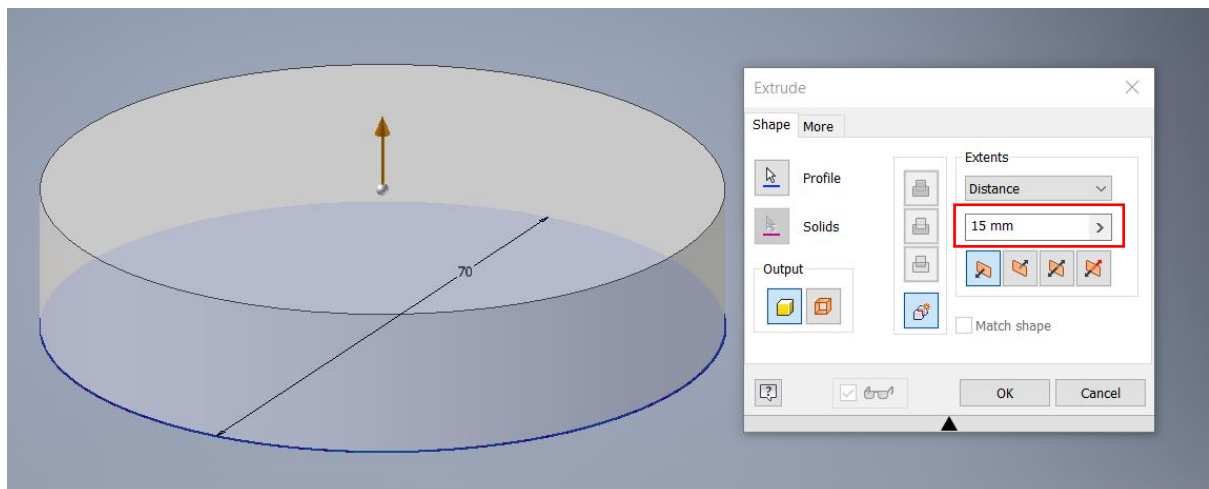 Extrude
Shape More
Extents
Profile
Distance
Solids
15 mm
70
Output
Match shape
OK Cancel